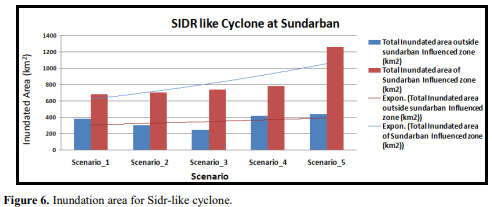 SIDR like Cyclone at Sundarban
Inundated Area (km2)
1400
1200
1000
800
600
400
200
0
Scenario_1 Scenario_2 Scenario_3 Scenario_4 Scenario_5
Scenario
Total Inundated area outside
sundarban Influenced zone
(km2)
Total Inundated area of
Sundarban Influenced zone
(km2)
Expon. (Total Inundated area
outside sundarban Influenced
zone (km2))
Expon. (Total Inundated area
of Sundarban Influenced zone
(km2))
Figure 6. Inundation area for Sidr-like cyclone.